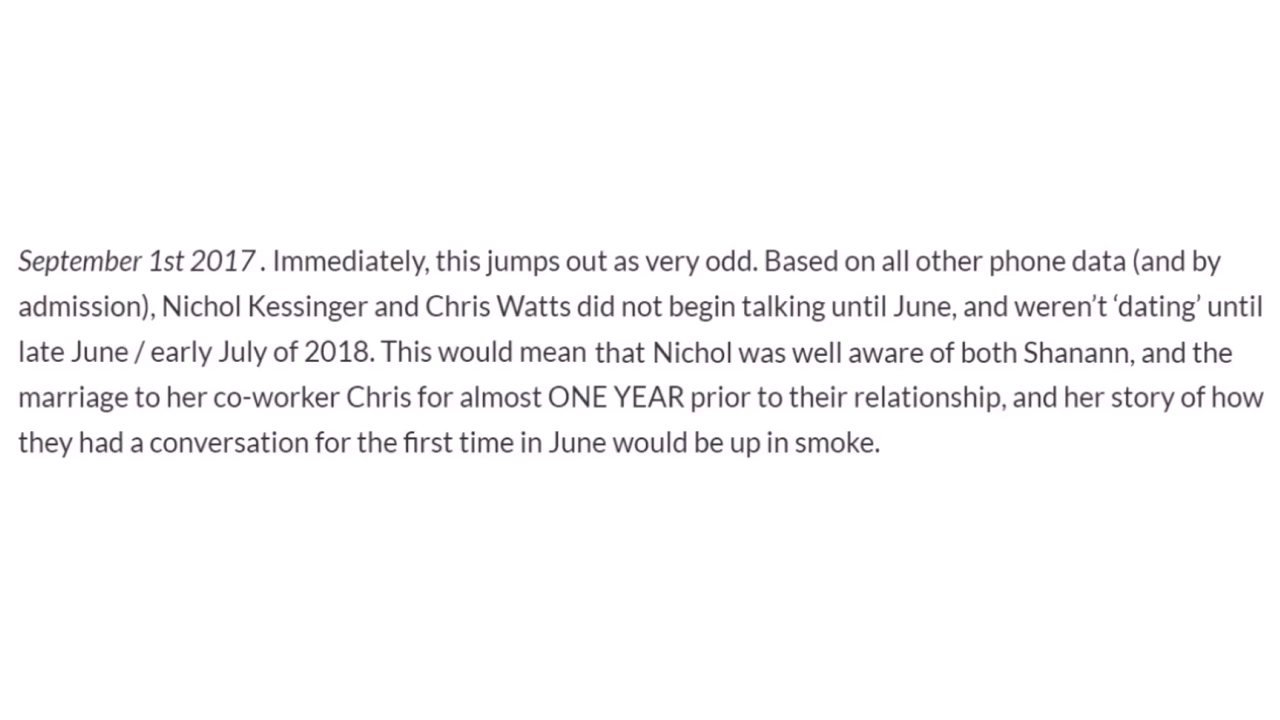 September 1st 2017 . Immediately, this jumps out as very odd. Based on all other phone data (and by
admission), Nichol Kessinger and Chris Watts did not begin talking until June, and weren’t ‘dating’ until
late June / early July of 2018. This would mean that Nichol was well aware of both Shanann, and the
marriage to her co-worker Chris for almost ONE YEAR prior to their relationship, and her story of how
they had a conversation for the first time in June would be up in smoke.